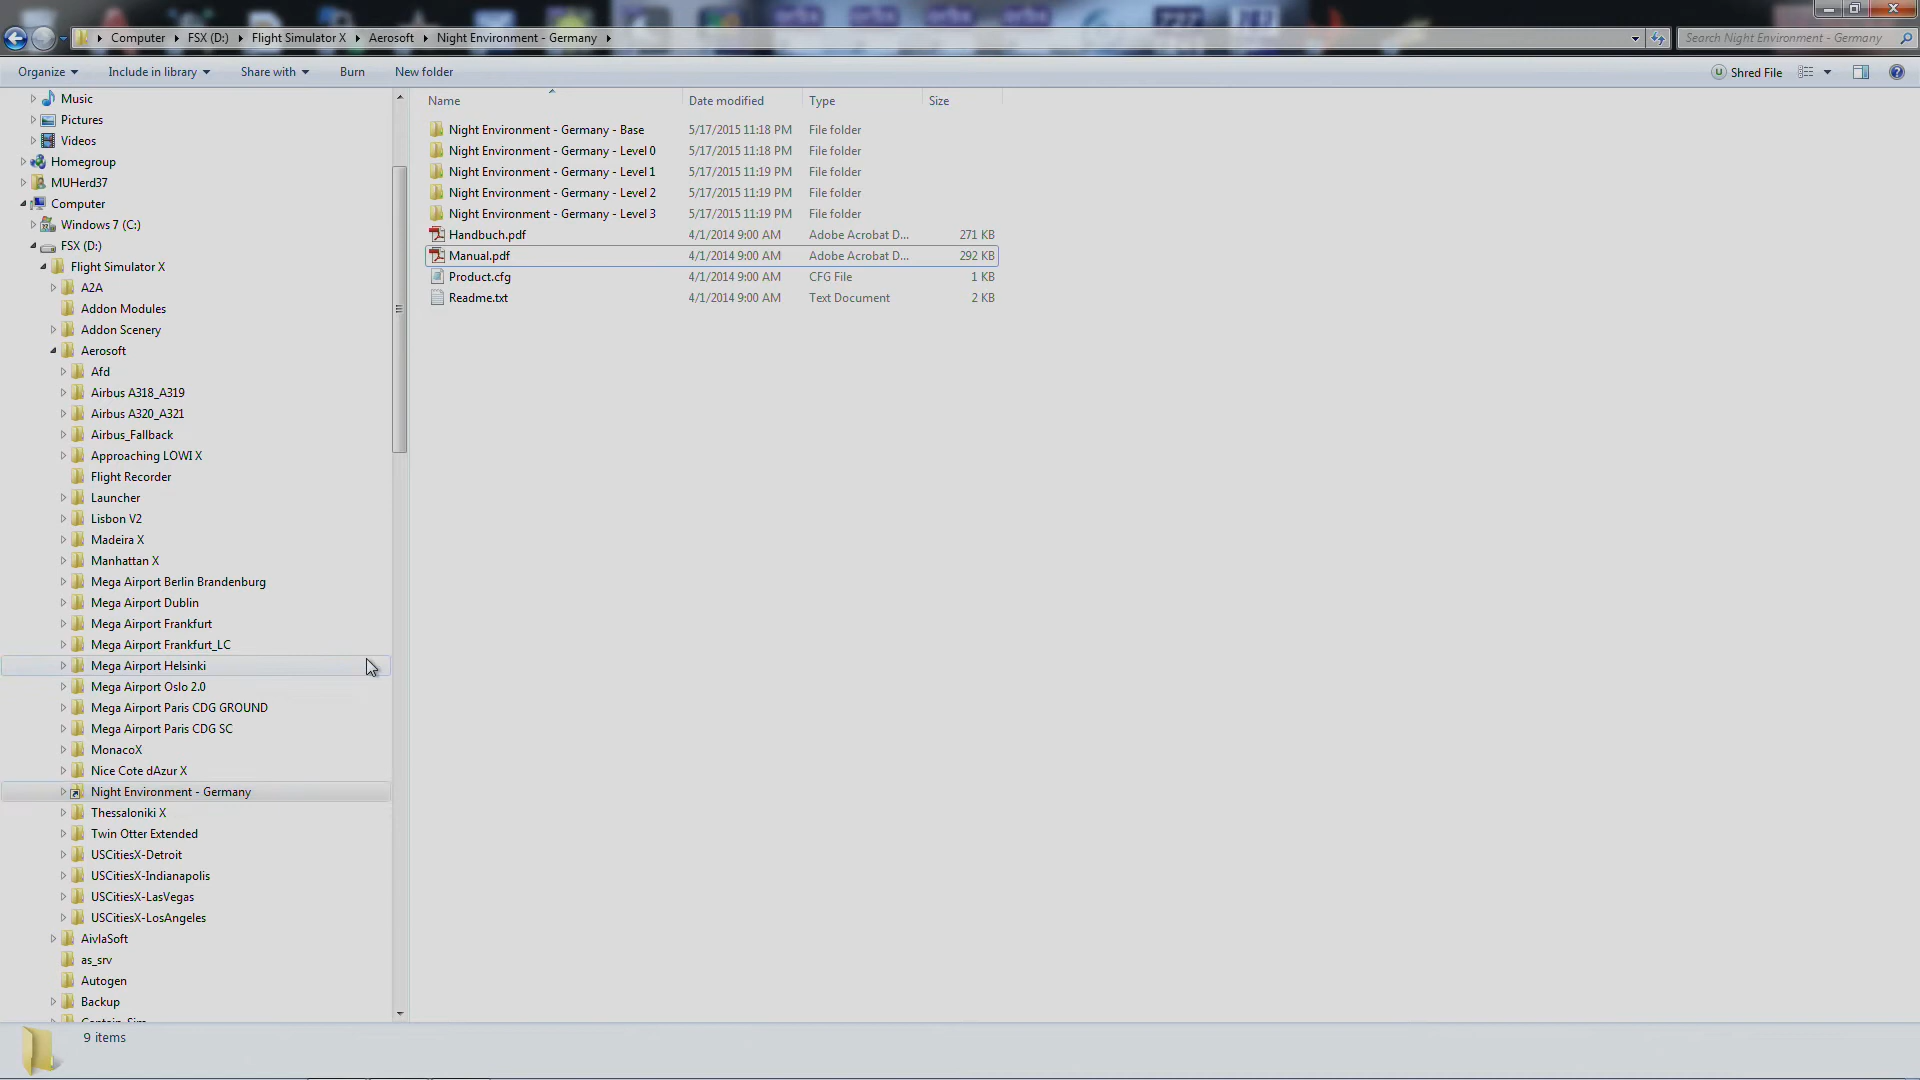 Computer FSX (D:) Flight Simulator X Aerosoft Night Environment - Germany Search Night Environment - Germany
Organize Include in library Share with Burn New folder Shred File
Music
Pictures
Videos
Homegroup
MUHerd37
Computer
Windows 7 (C:)
FSX (D:)
Flight Simulator X
A2A
Addon Modules
Addon Scenery
Aerosoft
Afd
Airbus A318_A319
Airbus A320_A321
Airbus_Fallback
Approaching LOWI X
Flight Recorder
Launcher
Lisbon V2
Madeira X
Manhattan X
Mega Airport Berlin Brandenburg
Mega Airport Dublin
Mega Airport Frankfurt
Mega Airport Frankfurt_LC
Mega Airport Helsinki
Mega Airport Oslo 2.0
Mega Airport Paris CDG GROUND
Mega Airport Paris CDG SC
MonacoX
Nice Cote dAzur X
Night Environment - Germany
Thessaloniki X
Twin Otter Extended
USCitiesX-Detroit
USCitiesX-Indianapolis
USCitiesX-LasVegas
USCitiesX-LosAngeles
AivlaSoft
as_srv
Autogen
Backup
Name Date modified Type Size
Night Environment - Germany - Base 5/17/2015 11:18 PM File folder
Night Environment - Germany - Level 0 5/17/2015 11:18 PM File folder
Night Environment - Germany - Level 1 5/17/2015 11:19 PM File folder
Night Environment - Germany - Level 2 5/17/2015 11:19 PM File folder
Night Environment - Germany - Level 3 5/17/2015 11:19 PM File folder
Handbuch.pdf 4/1/2014 9:00 AM Adobe Acrobat D... 271 KB
Manual.pdf 4/1/2014 9:00 AM Adobe Acrobat D... 292 KB
Product.cfg 4/1/2014 9:00 AM CFG File 1 KB
Readme.txt 4/1/2014 9:00 AM Text Document 2 KB
9 items